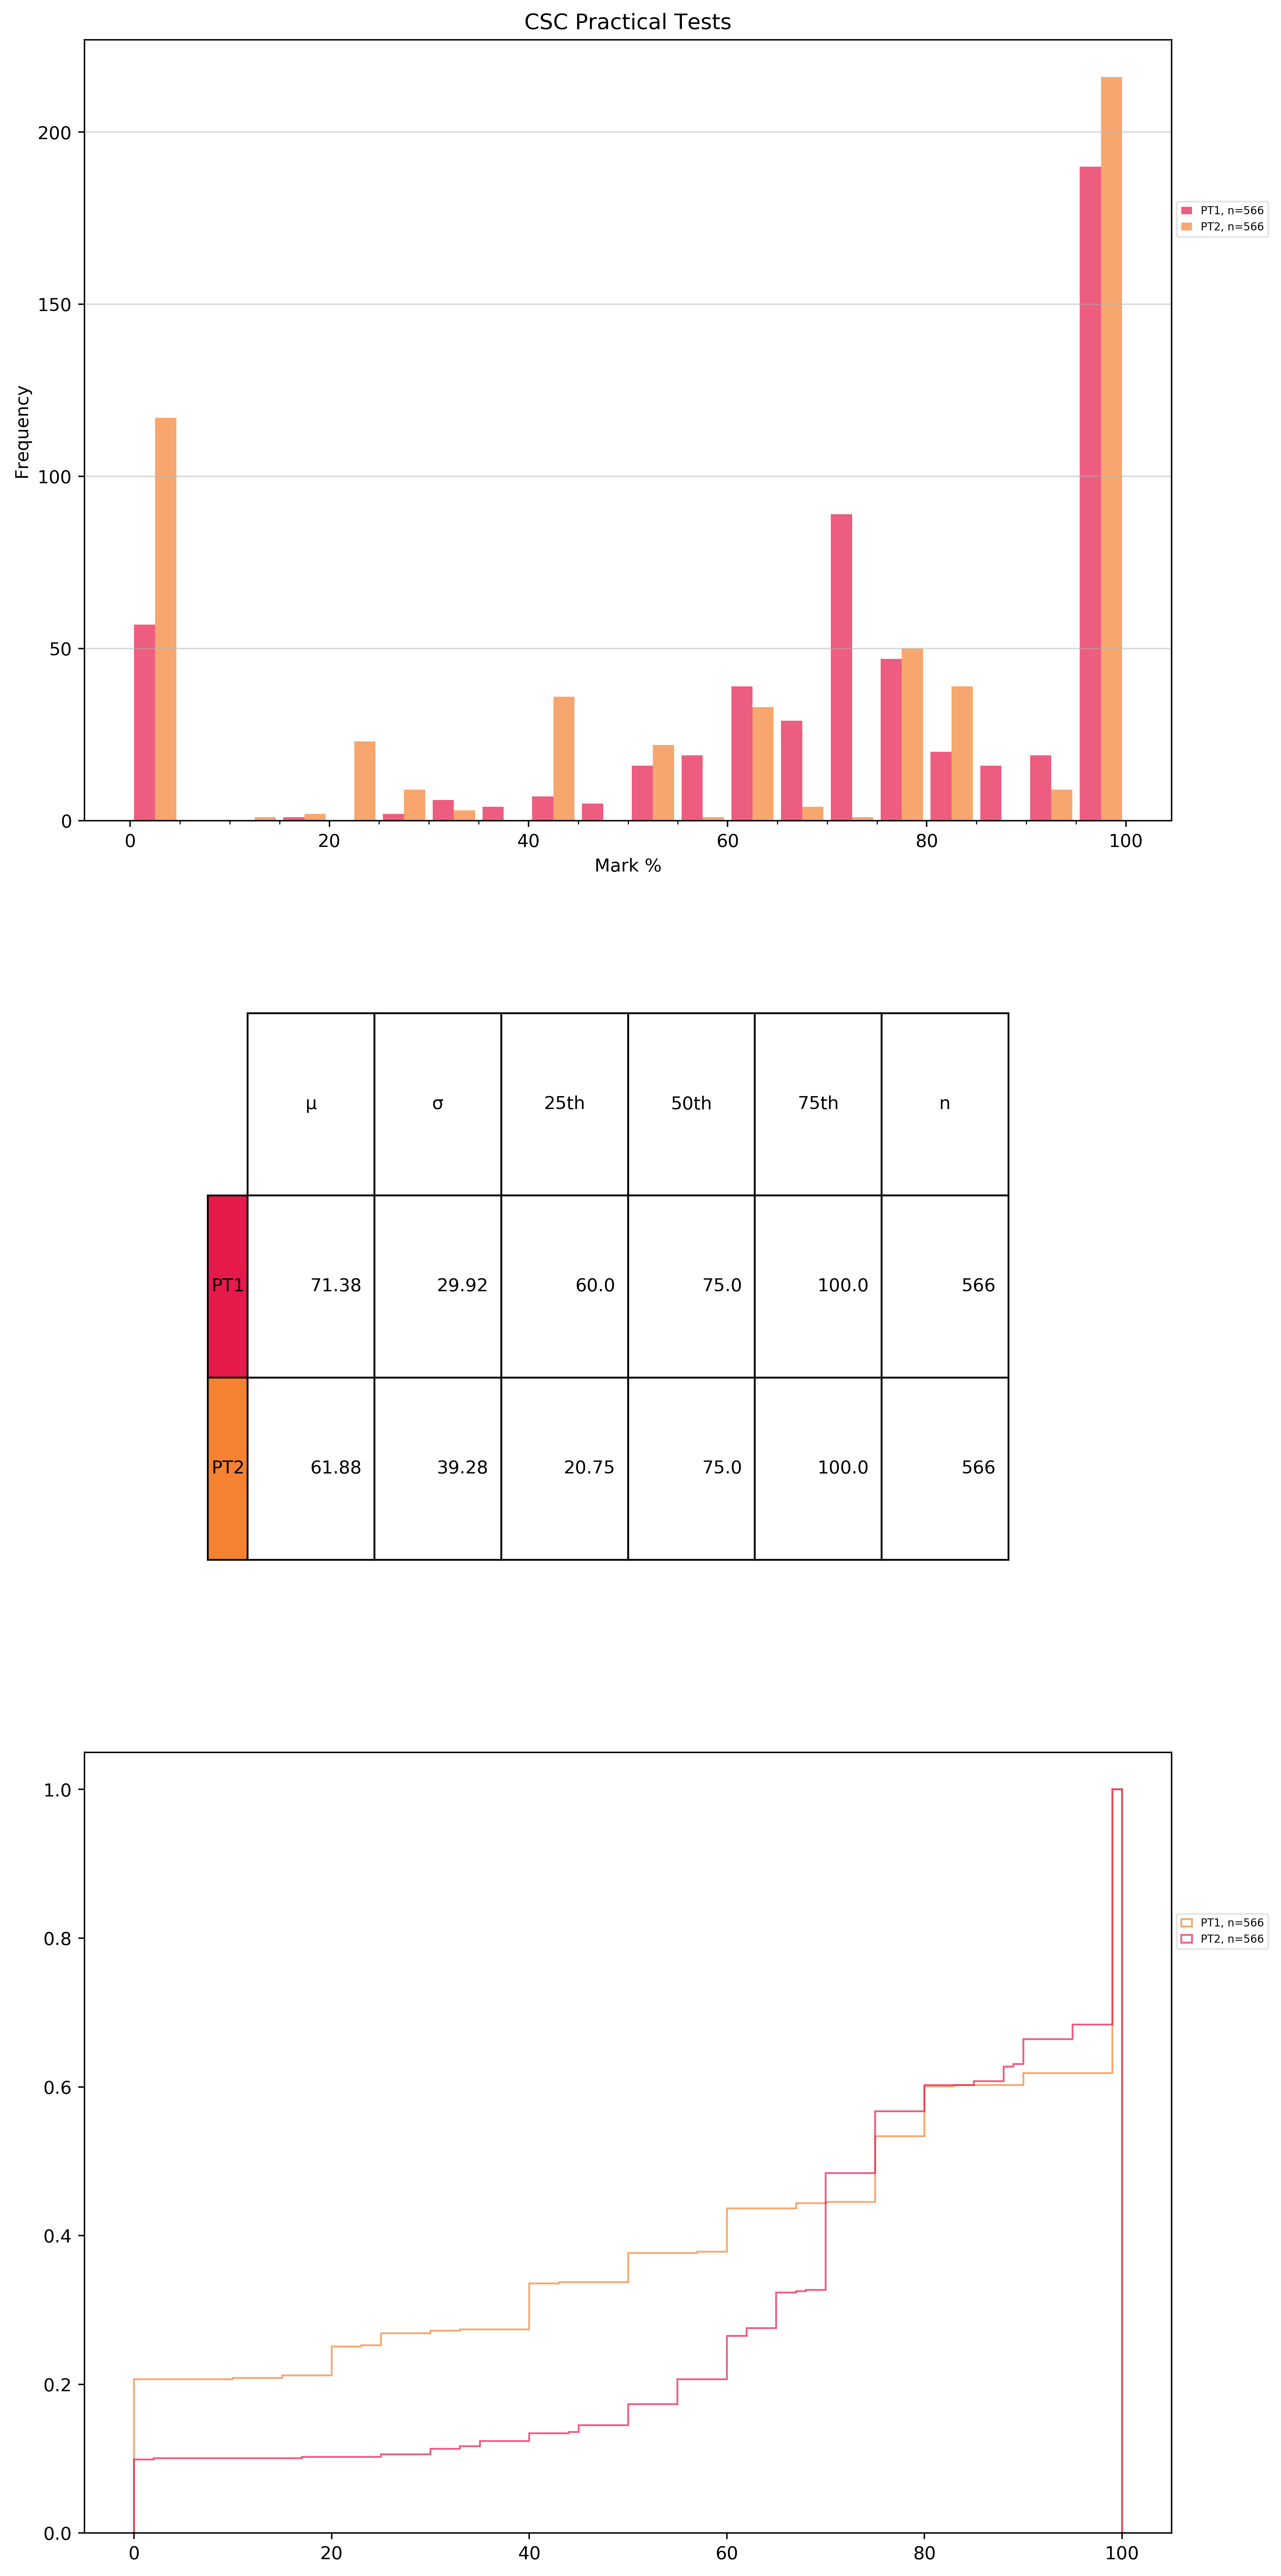 CSC Practical Tests
200
150
100
50
0
Frequency
0 20 40 60 80 100
Mark %
PT1, n=566
PT2, n=566
μ σ 25th 50th 75th n
PT1 71.38 29.92 60.0 75.0 100.0 566
PT2 61.88 39.28 20.75 75.0 100.0 566
1.0
0.8
0.6
0.4
0.2
0.0
0 20 40 60 80 100
PT1, n=566
PT2, n=566